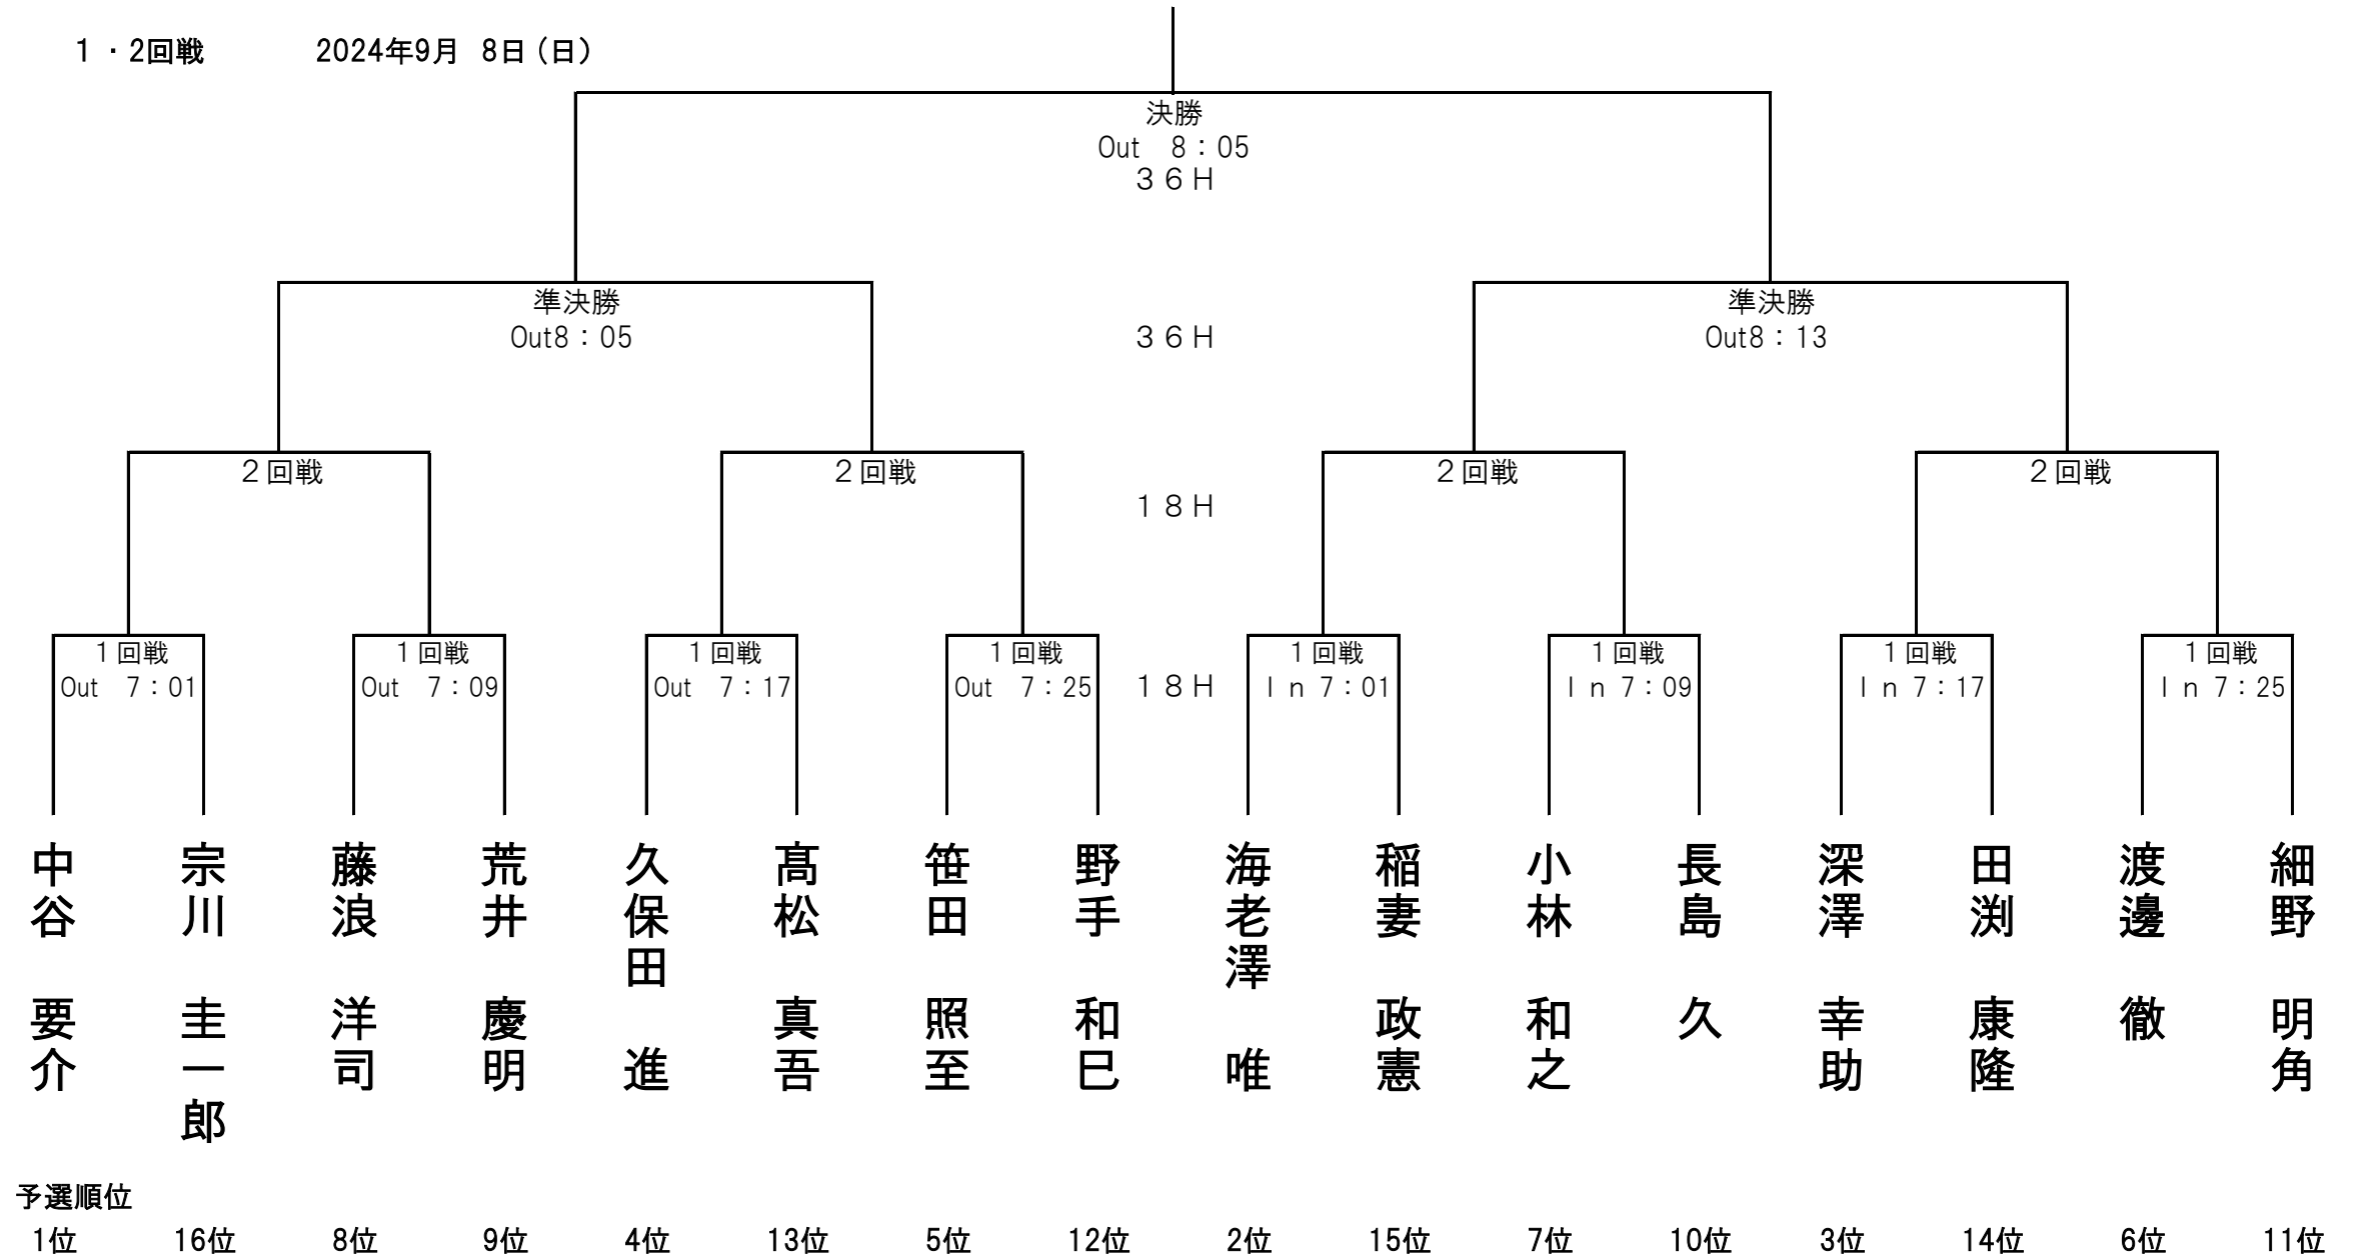 1・2回戦　2024年9月 8日(日)
決勝
Out 8：05
３６Ｈ
準決勝
Out8：05
３６Ｈ
準決勝
Out8：13
２回戦
２回戦
１８Ｈ
２回戦
２回戦
１回戦
Out 7：01
１回戦
Out 7：09
１回戦
Out 7：17
１回戦
Out 7：25
１８Ｈ
１回戦
Ｉｎ 7：01
１回戦
Ｉｎ 7：09
１回戦
Ｉｎ 7：17
１回戦
Ｉｎ 7：25
中谷　要介
宗川　圭一郎
藤浪　洋司
荒井　慶明
久保田　進
髙松　真吾
笹田　照至
野手　和巳
海老澤　唯
稲妻　政憲
小林　和之
長島　久
深澤　幸助
田渕　康隆
渡邊　徹
細野　明角
予選順位
1位 16位 8位 9位 4位 13位 5位 12位 2位 15位 7位 10位 3位 14位 6位 11位